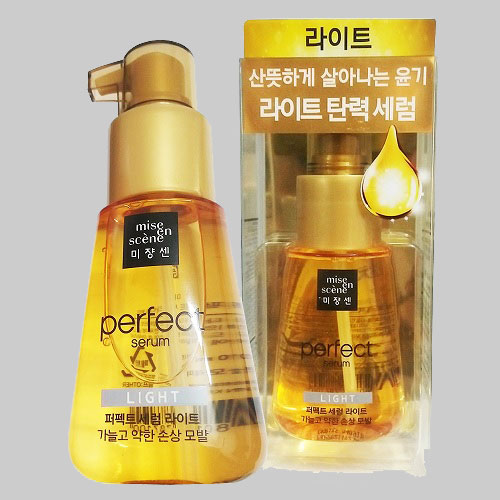 mise
en
scène
미쟝센
perfect
serum
LIGHT
퍼펙트 세럼 라이트
가늘고 약한 손상 모발
라이트
산뜻하게 살아나는 윤기
라이트 탄력 세럼
mise
en
scène
미쟝센
perfect
serum
LIGHT
퍼펙트 세럼 라이트
가늘고 약한 손상 모발